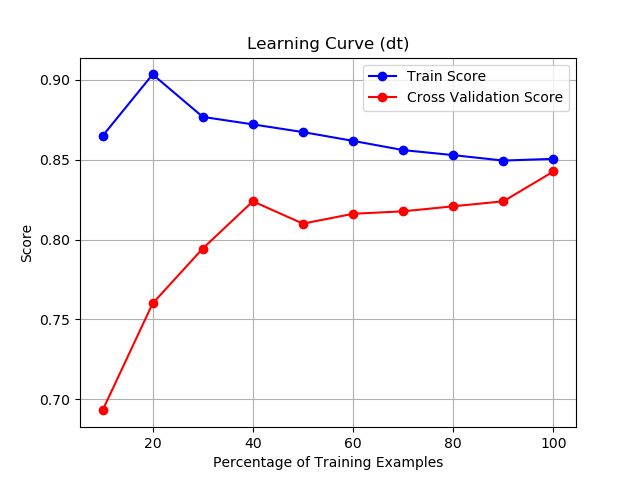 Learning Curve (dt)
Train Score
Cross Validation Score
0.90
0.85
0.80
0.75
0.70
Score
20 40 60 80 100
Percentage of Training Examples